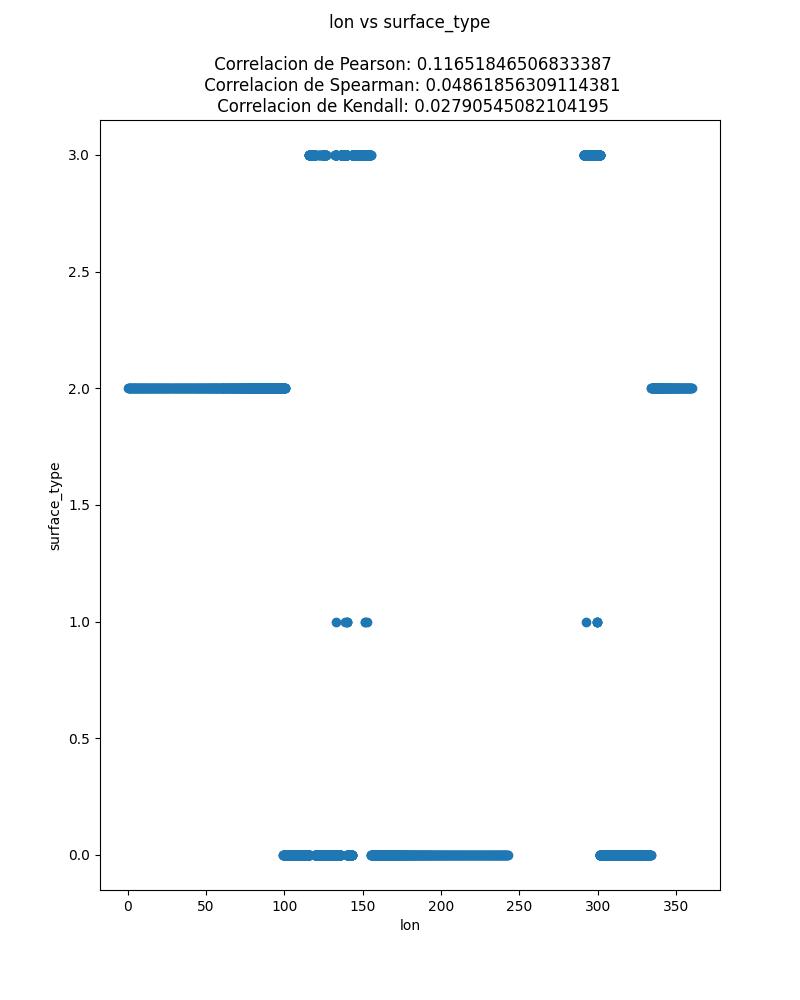 lon vs surface_type
Correlacion de Pearson: 0.11651846506833387
Correlacion de Spearman: 0.04861856309114381
Correlacion de Kendall: 0.02790545082104195
3.0
2.5
2.0
1.5
1.0
0.5
0.0
surface_type
0 50 100 150 200 250 300 350
lon